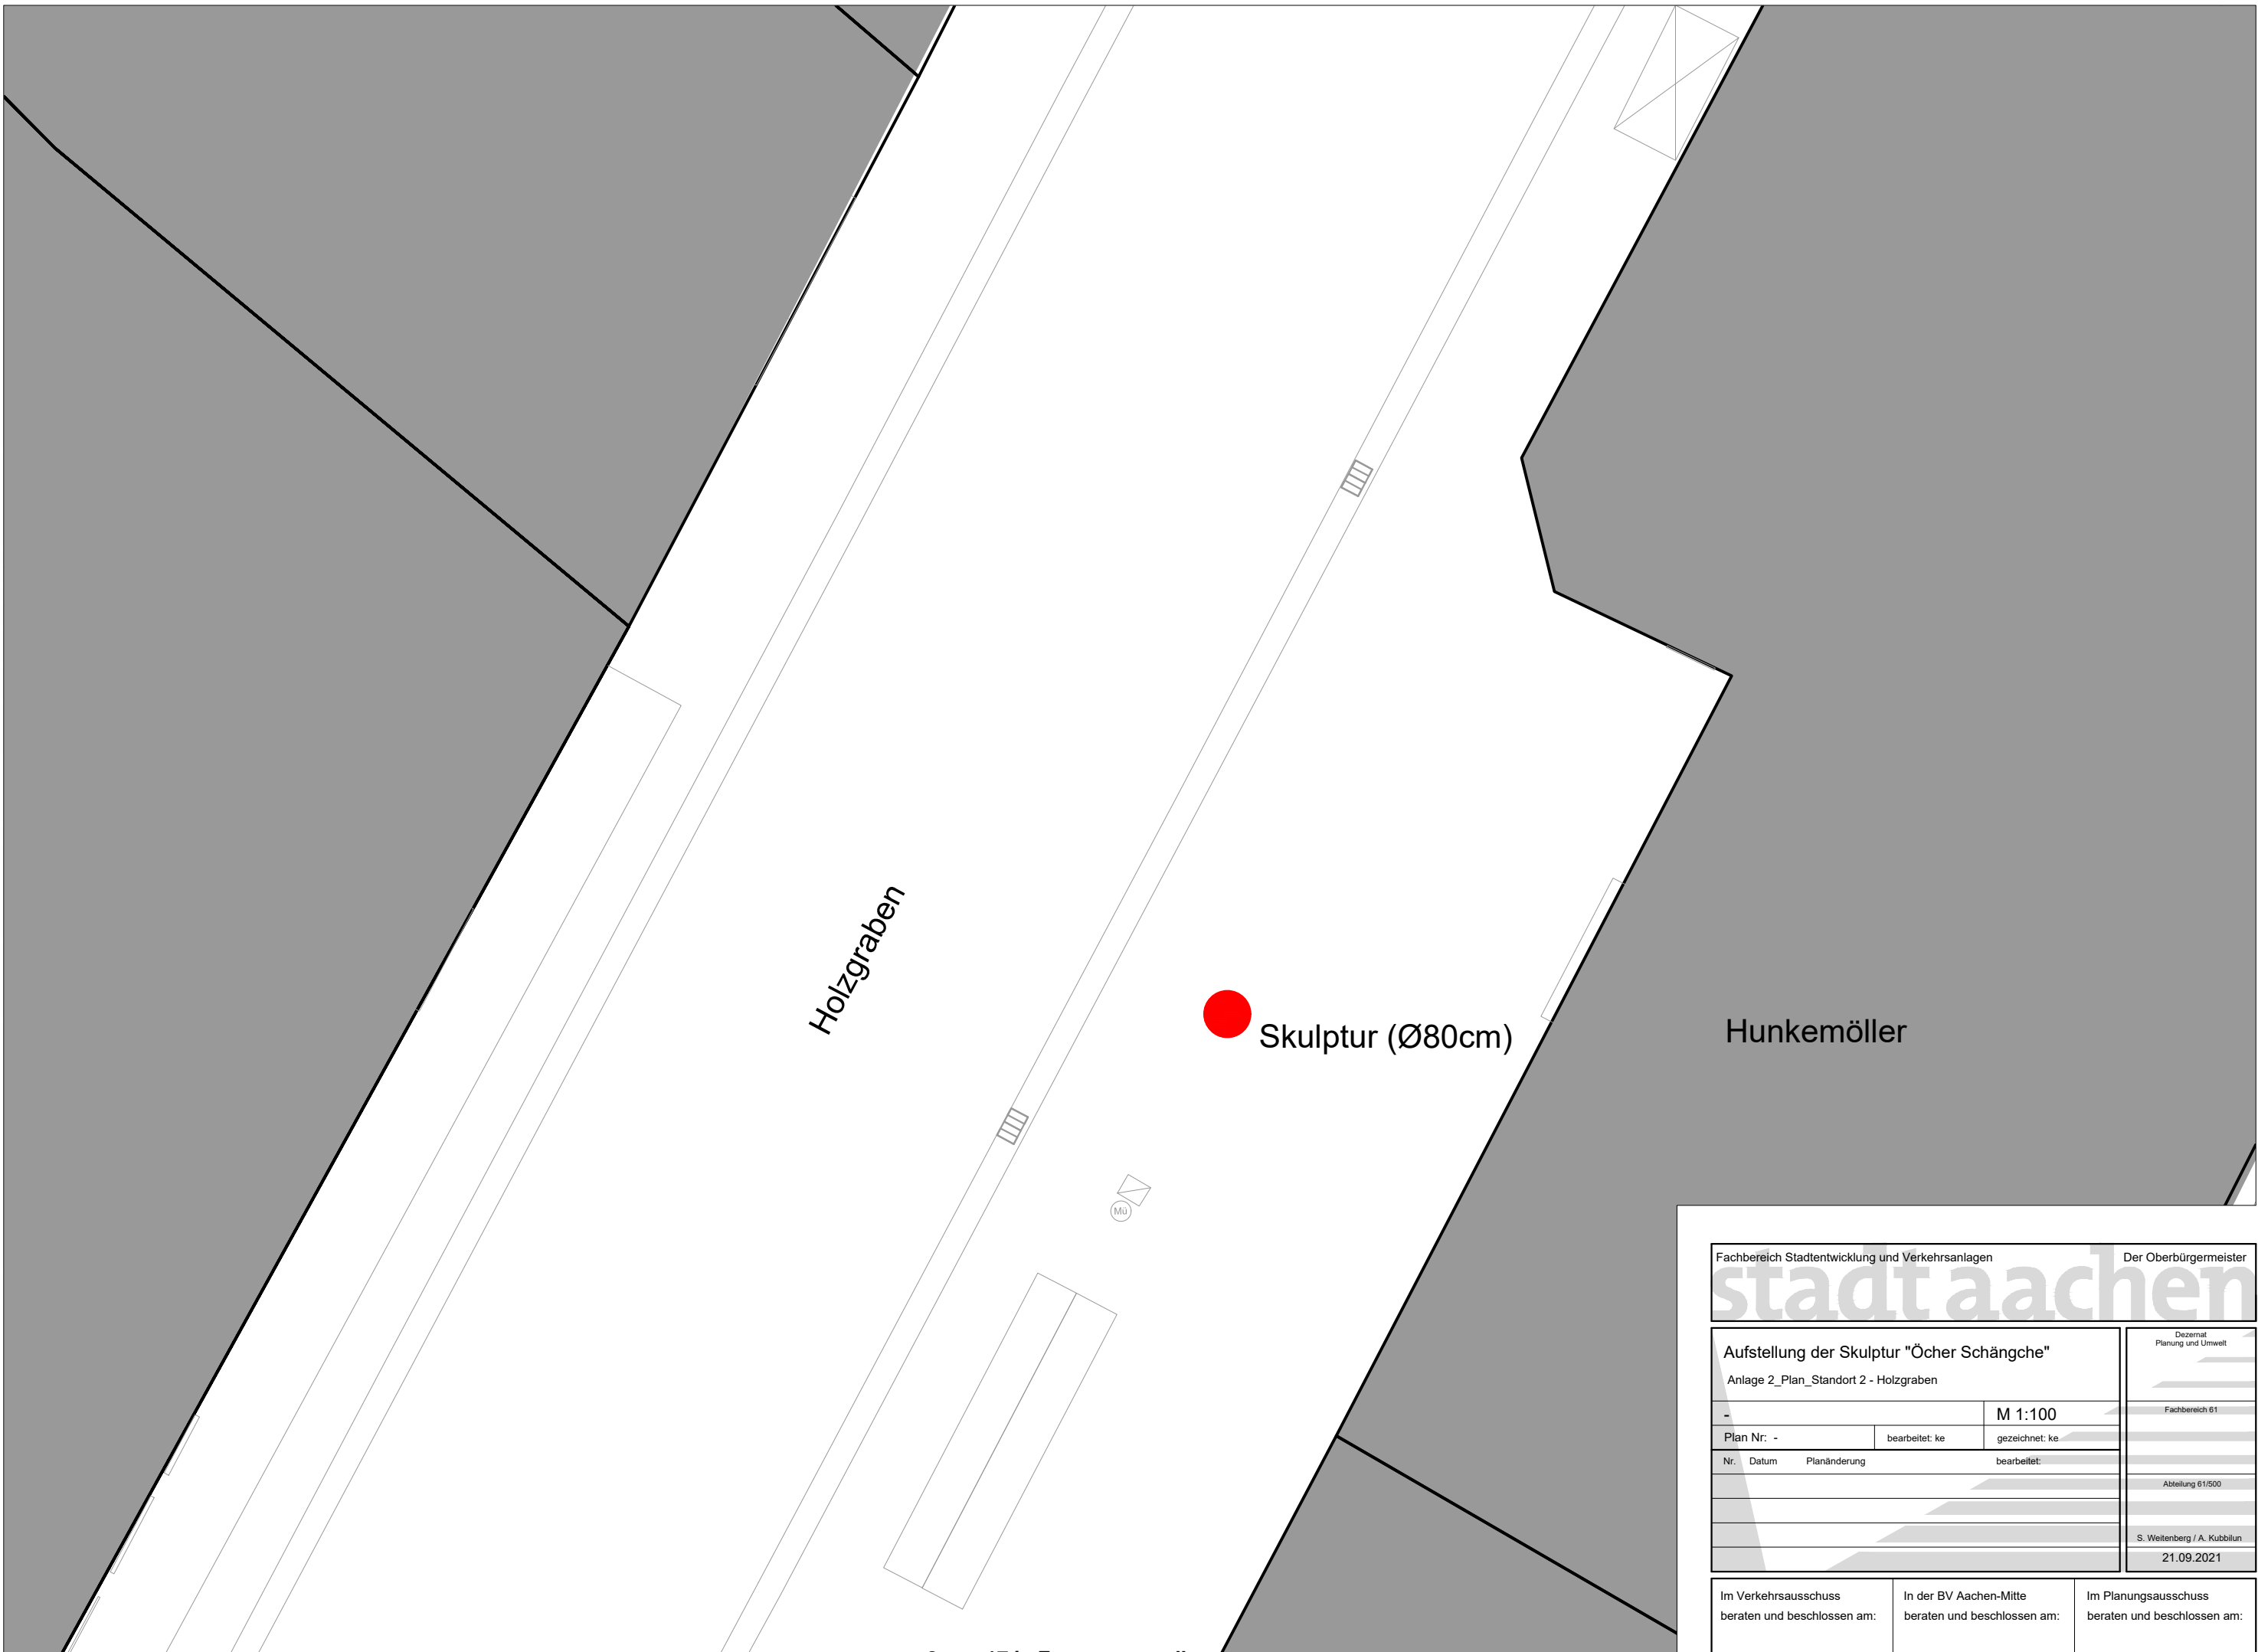 Holzgraben
Skulptur (Ø80cm)
Hunkemöller
Mü
Fachbereich Stadtentwicklung und Verkehrsanlagen
Der Oberbürgermeister
stadt aachen
Aufstellung der Skulptur "Öcher Schängche"
Anlage 2_Plan_Standort 2 - Holzgraben
-
M 1:100
Plan Nr: -
bearbeitet: ke
gezeichnet: ke
Nr. Datum Planänderung bearbeitet:
Dezernat
Planung und Umwelt
Fachbereich 61
Abteilung 61/500
S. Weitenberg / A. Kubbilun
21.09.2021
Im Verkehrsausschuss
beraten und beschlossen am:
In der BV Aachen-Mitte
beraten und beschlossen am:
Im Planungsausschuss
beraten und beschlossen am: